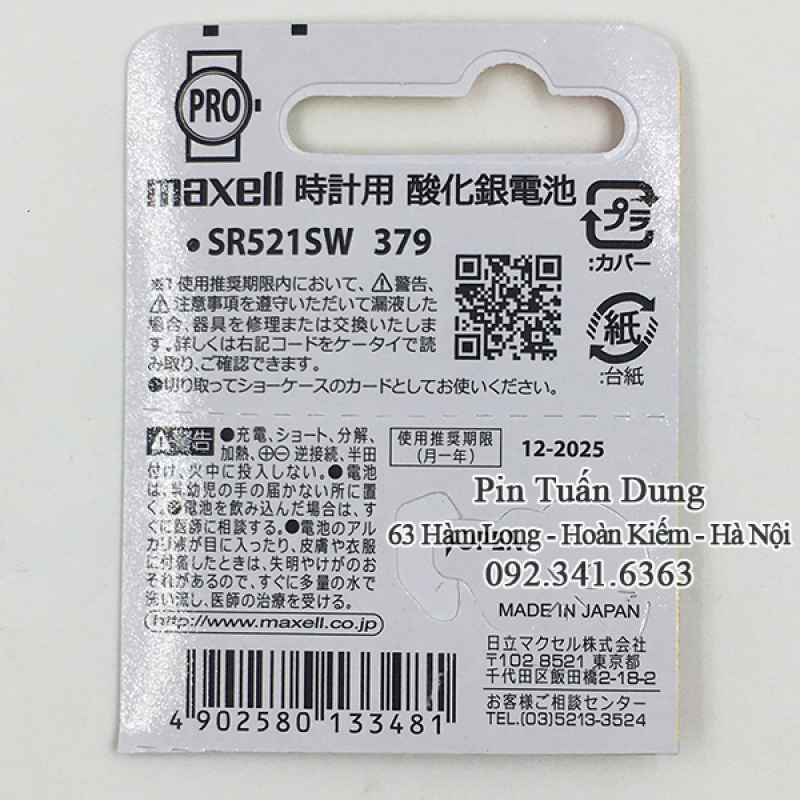 PRO
maxell 時計用 酸化銀電池
プラ
:カバー
• SR521SW 379
※1 使用推奨期限内において、⚠警告、
⚠注意事項を遵守いただいて漏液した
場合、器具を修理または交換いたしま
す。詳しくは右記コードをケータイで読
み取り、ご確認できます。
●切り取ってショーケースのカードとしてお使いください。
紙
:台紙
⚠警告 ●充電、ショート、分解、
加熱、⊕⊖ 逆接続、半田
付け、火中に投入しない。●電池
は、乳幼児の手の届かない所に置
く。●電池を飲み込んだ場合は、す
ぐに医師に相談する。●電池のアル
カリ液が目に入ったり、皮膚や衣服
に付着したときは、失明やけがのお
それがあるので、すぐに多量の水で
洗い流し、医師の治療を受ける。
http://www.maxell.co.jp
使用推奨期限
(月一年)
12-2025
Pin Tuấn Dung
63 Hàm Long - Hoàn Kiếm - Hà Nội
092.341.6363
MADE IN JAPAN
日立マクセル株式会社
〒102 8521 東京都
千代田区飯田橋2-18-2
お客様ご相談センター
TEL.(03)5213-3524
4 902580 133481